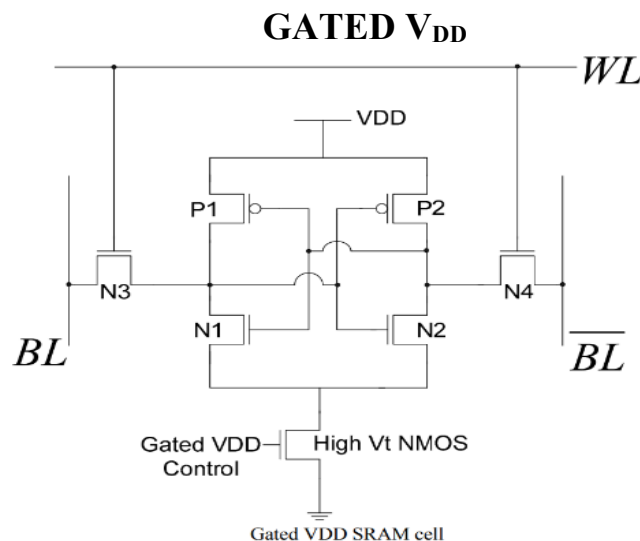 GATED VDD
WL
VDD
P1
P2
N3
N4
N1
N2
BL
BL
Gated VDD
Control
High Vt NMOS
Gated VDD SRAM cell